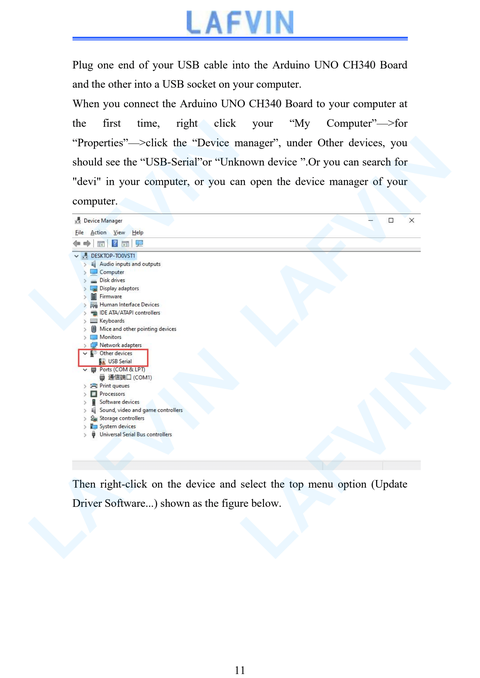 LAFVIN
Plug one end of your USB cable into the Arduino UNO CH340 Board
and the other into a USB socket on your computer.
When you connect the Arduino UNO CH340 Board to your computer at
the first time, right click your “My Computer”—>for
“Properties”—>click the “Device manager”, under Other devices, you
should see the “USB-Serial”or “Unknown device ”.Or you can search for
"devi" in your computer, or you can open the device manager of your
computer.
Device Manager
File Action View Help
DESKTOP-TO0VST1
Audio inputs and outputs
Computer
Disk drives
Display adaptors
Firmware
Human Interface Devices
IDE ATA/ATAPI controllers
Keyboards
Mice and other pointing devices
Monitors
Network adapters
Other devices
USB Serial
Ports (COM & LPT)
(COM1)
Print queues
Processors
Software devices
Sound, video and game controllers
Storage controllers
System devices
Universal Serial Bus controllers
Then right-click on the device and select the top menu option (Update
Driver Software...) shown as the figure below.
LAFVIN
LAFVIN
LAFVIN
LAFVIN
11